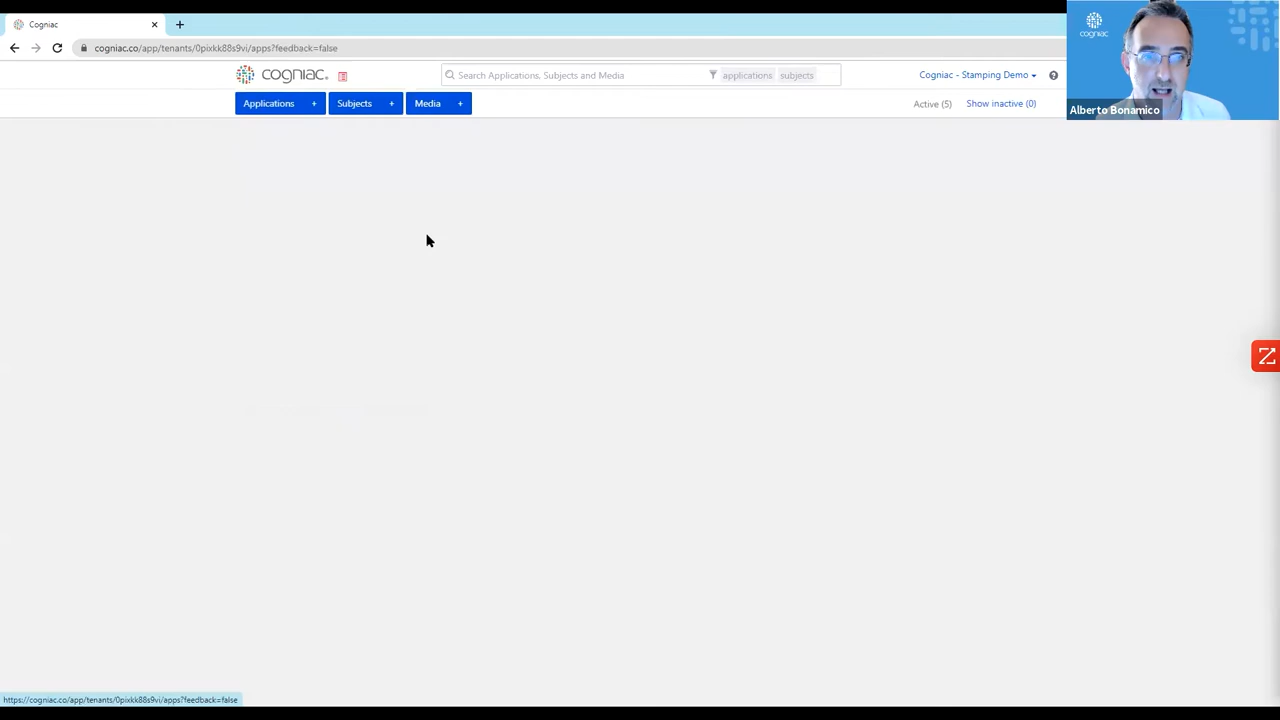 Cogniac
cogniac.co/app/tenants/0pixkk88s9vi/apps?feedback=false
cogniac
Search Applications, Subjects and Media
applications subjects
Cogniac - Stamping Demo
Applications +
Subjects +
Media +
Active (5)
Show inactive (0)
cogniac
Alberto Bonamico
https://cogniac.co/app/tenants/0pixkk88s9vi/apps?feedback=false